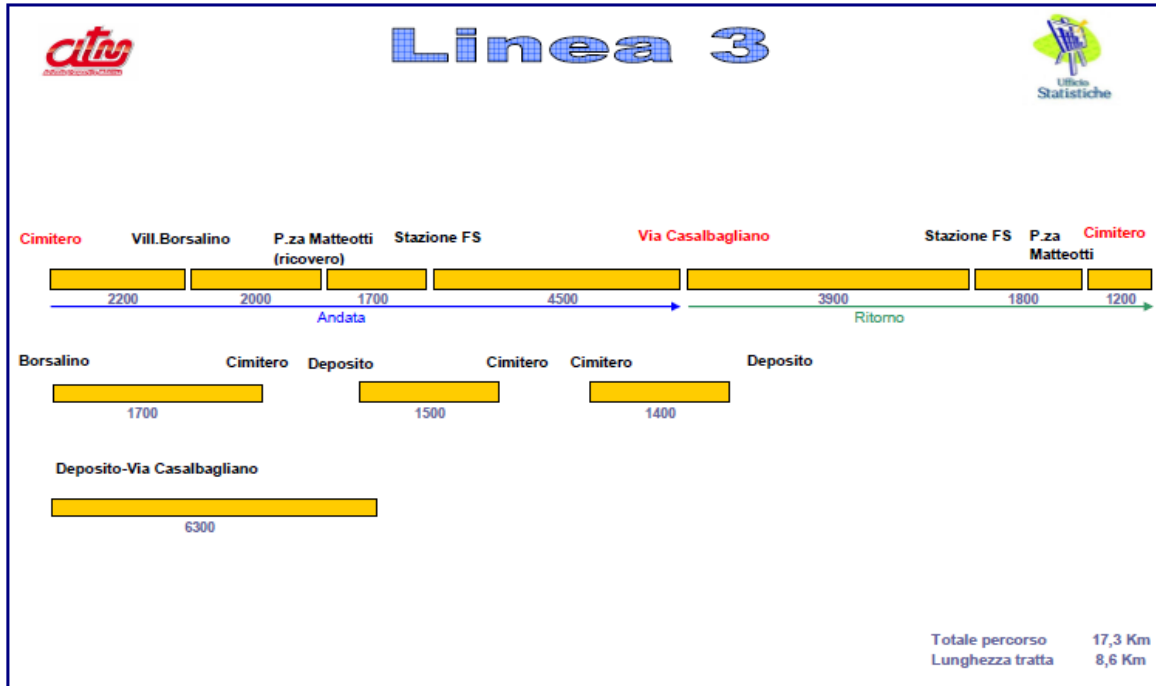 atm
Linea 3
Ufficio
Statistiche
Cimitero Vill.Borsalino P.za Matteotti Stazione FS Via Casalbagliano Stazione FS P.za Cimitero
(ricovero) Matteotti
2200 2000 1700 4500 3900 1800 1200
Andata Ritorno
Borsalino Cimitero Deposito Cimitero Cimitero Deposito
1700 1500 1400
Deposito-Via Casalbagliano
6300
Totale percorso 17,3 Km
Lunghezza tratta 8,6 Km